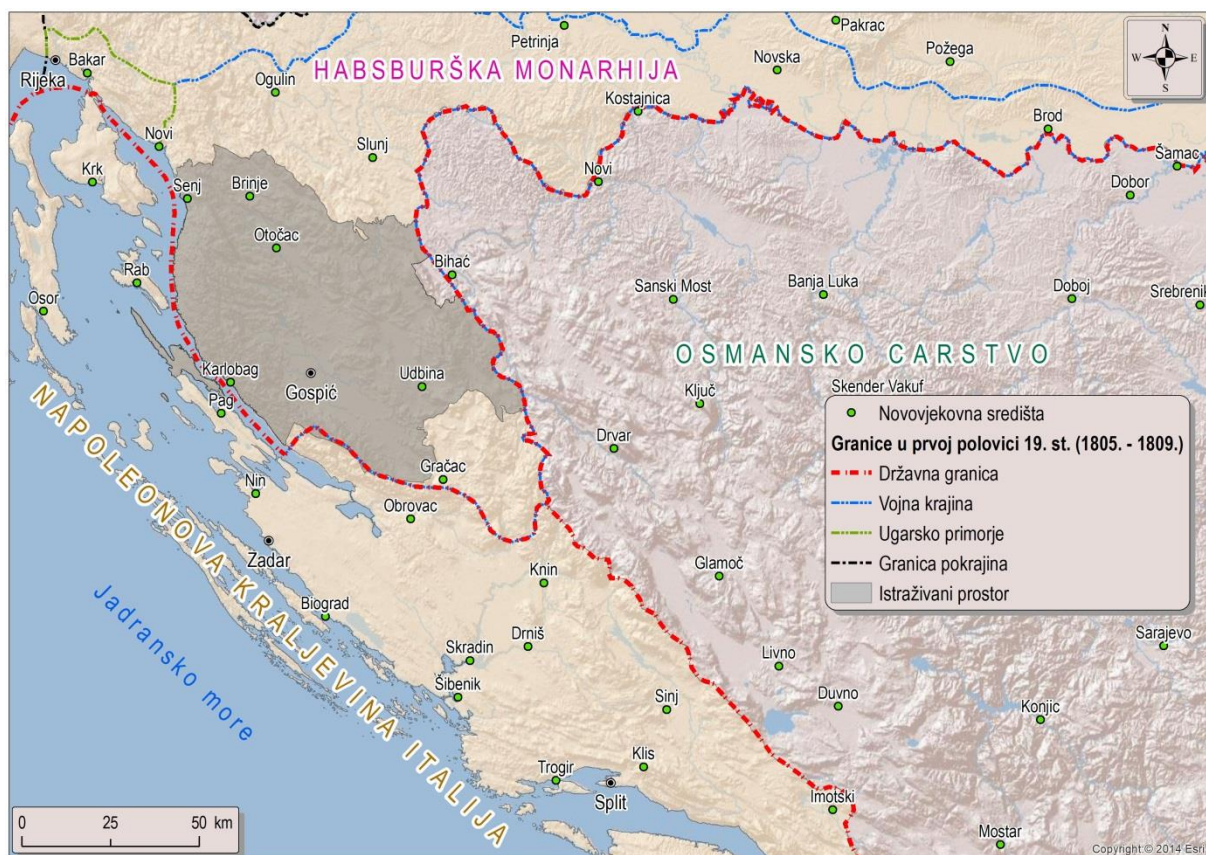 Petrinja
Pakrac
N
W E
S
Požega
Rijeka
Bakar
HABSBURŠKA MONARHIJA
Novska
Ogulin
Kostajnica
Brod
Novi
Slunj
Šamac
Krk
Senj
Brinje
Novi
Dobor
Otočac
Bihać
Rab
Osor
Sanski Most
Banja Luka
Doboj
Srebrenik
OSMANSKO CARSTVO
Karlobag
Pag
Gospić
Udbina
Ključ
Skender Vakuf
NAPOLEONOVA KRALJEVINA ITALIJA
Drvar
Gračac
Nin
Obrovac
Zadar
Knin
Glamoč
Jadransko more
Biograd
Drniš
Skradin
Šibenik
Sinj
Livno
Duvno
Sarajevo
Konjic
Klis
Trogir
Split
Imotski
Mostar
Novovjekovna središta
Granice u prvoj polovici 19. st. (1805. - 1809.)
Državna granica
Vojna krajina
Ugarsko primorje
Granica pokrajina
Istraživani prostor
0 25 50 km
Copyright:© 2014 Esri